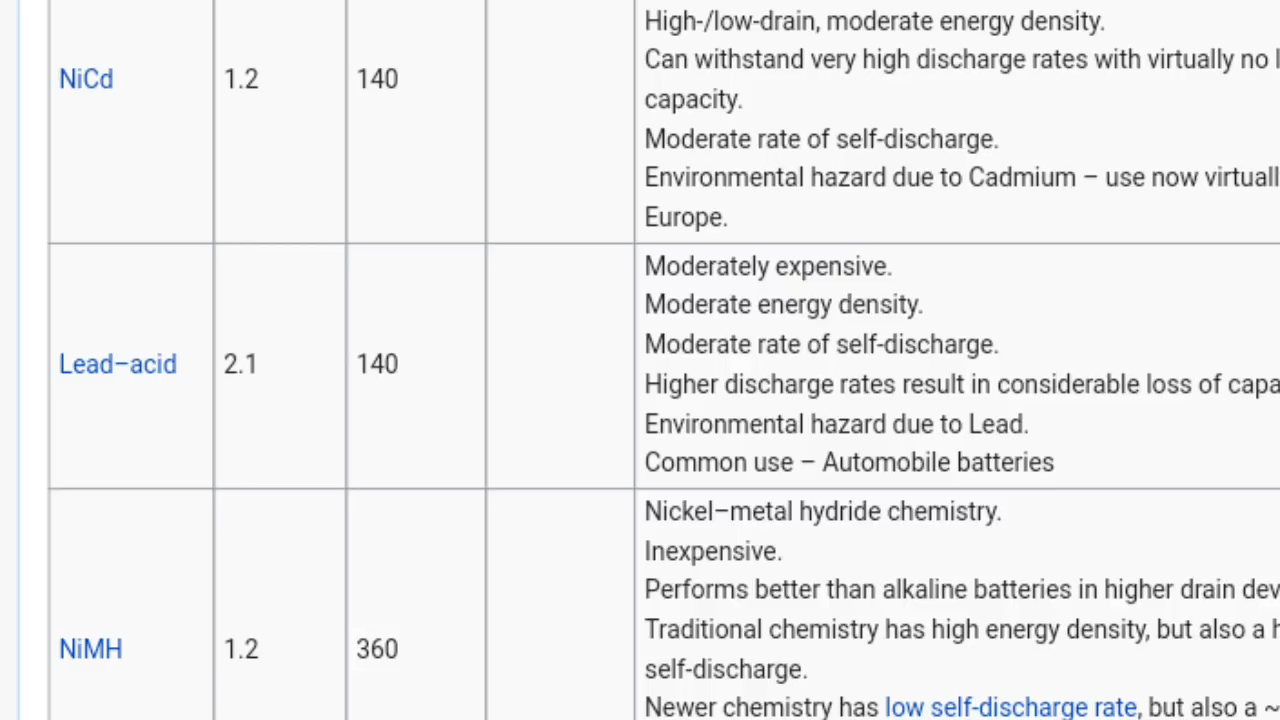 High-/low-drain, moderate energy density.
Can withstand very high discharge rates with virtually no
capacity.
NiCd
1.2
140
Moderate rate of self-discharge.
Environmental hazard due to Cadmium – use now
Europe.
Moderately expensive.
Moderate energy density.
Moderate rate of self-discharge.
Lead–acid
2.1
140
Higher discharge rates result in considerable loss of
Environmental hazard due to Lead.
Common use – Automobile batteries
Nickel–metal hydride chemistry.
Inexpensive.
Performs better than alkaline batteries in higher drain
Traditional chemistry has high energy density, but also a
NiMH
1.2
360
self-discharge.
Newer chemistry has low self-discharge rate, but also a ~